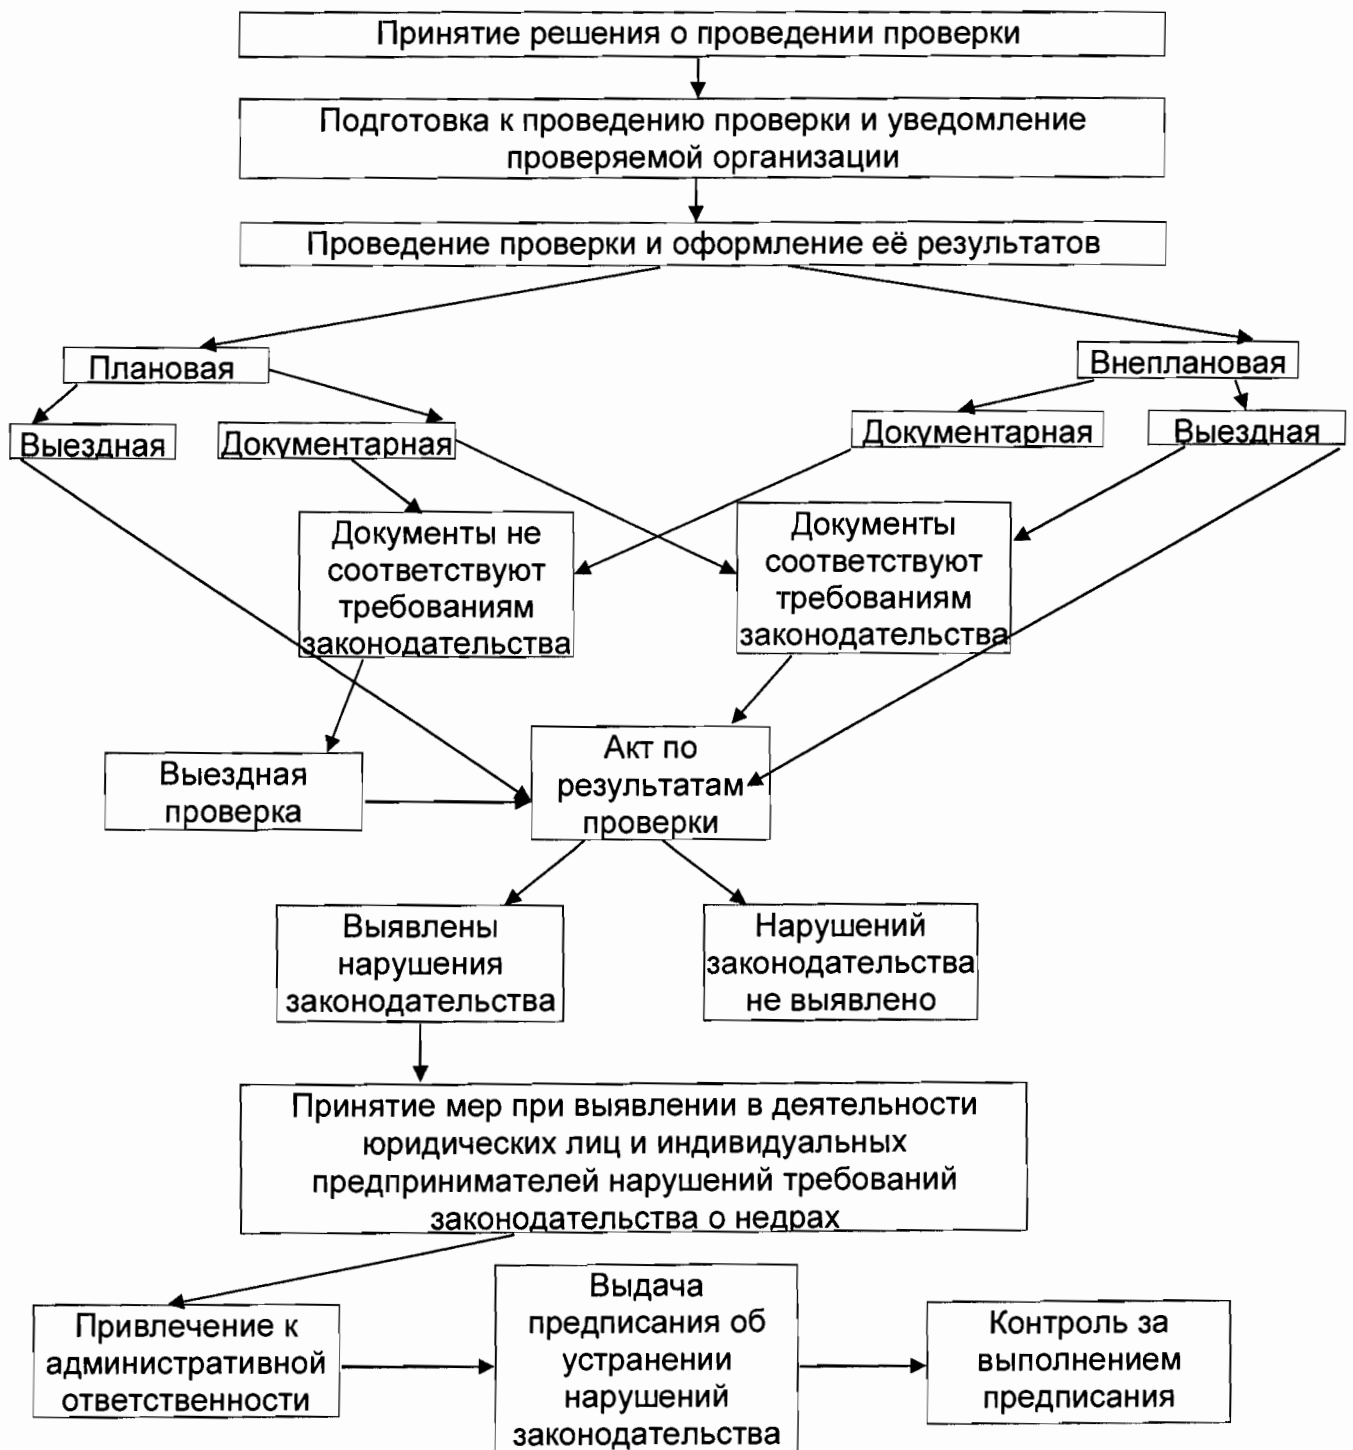 Принятие решения о проведении проверки
Подготовка к проведению проверки и уведомление
проверяемой организации
Проведение проверки и оформление её результатов
Плановая
Внеплановая
Выездная
Документарная
Документарная
Выездная
Документы не
соответствуют
требованиям
законодательства
Документы
соответствуют
требованиям
законодательства
Выездная
проверка
Акт по
результатам
проверки
Выявлены
нарушения
законодательства
Нарушений
законодательства
не выявлено
Принятие мер при выявлении в деятельности
юридических лиц и индивидуальных
предпринимателей нарушений требований
законодательства о недрах
Привлечение к
административной
ответственности
Выдача
предписания об
устранении
нарушений
законодательства
Контроль за
выполнением
предписания